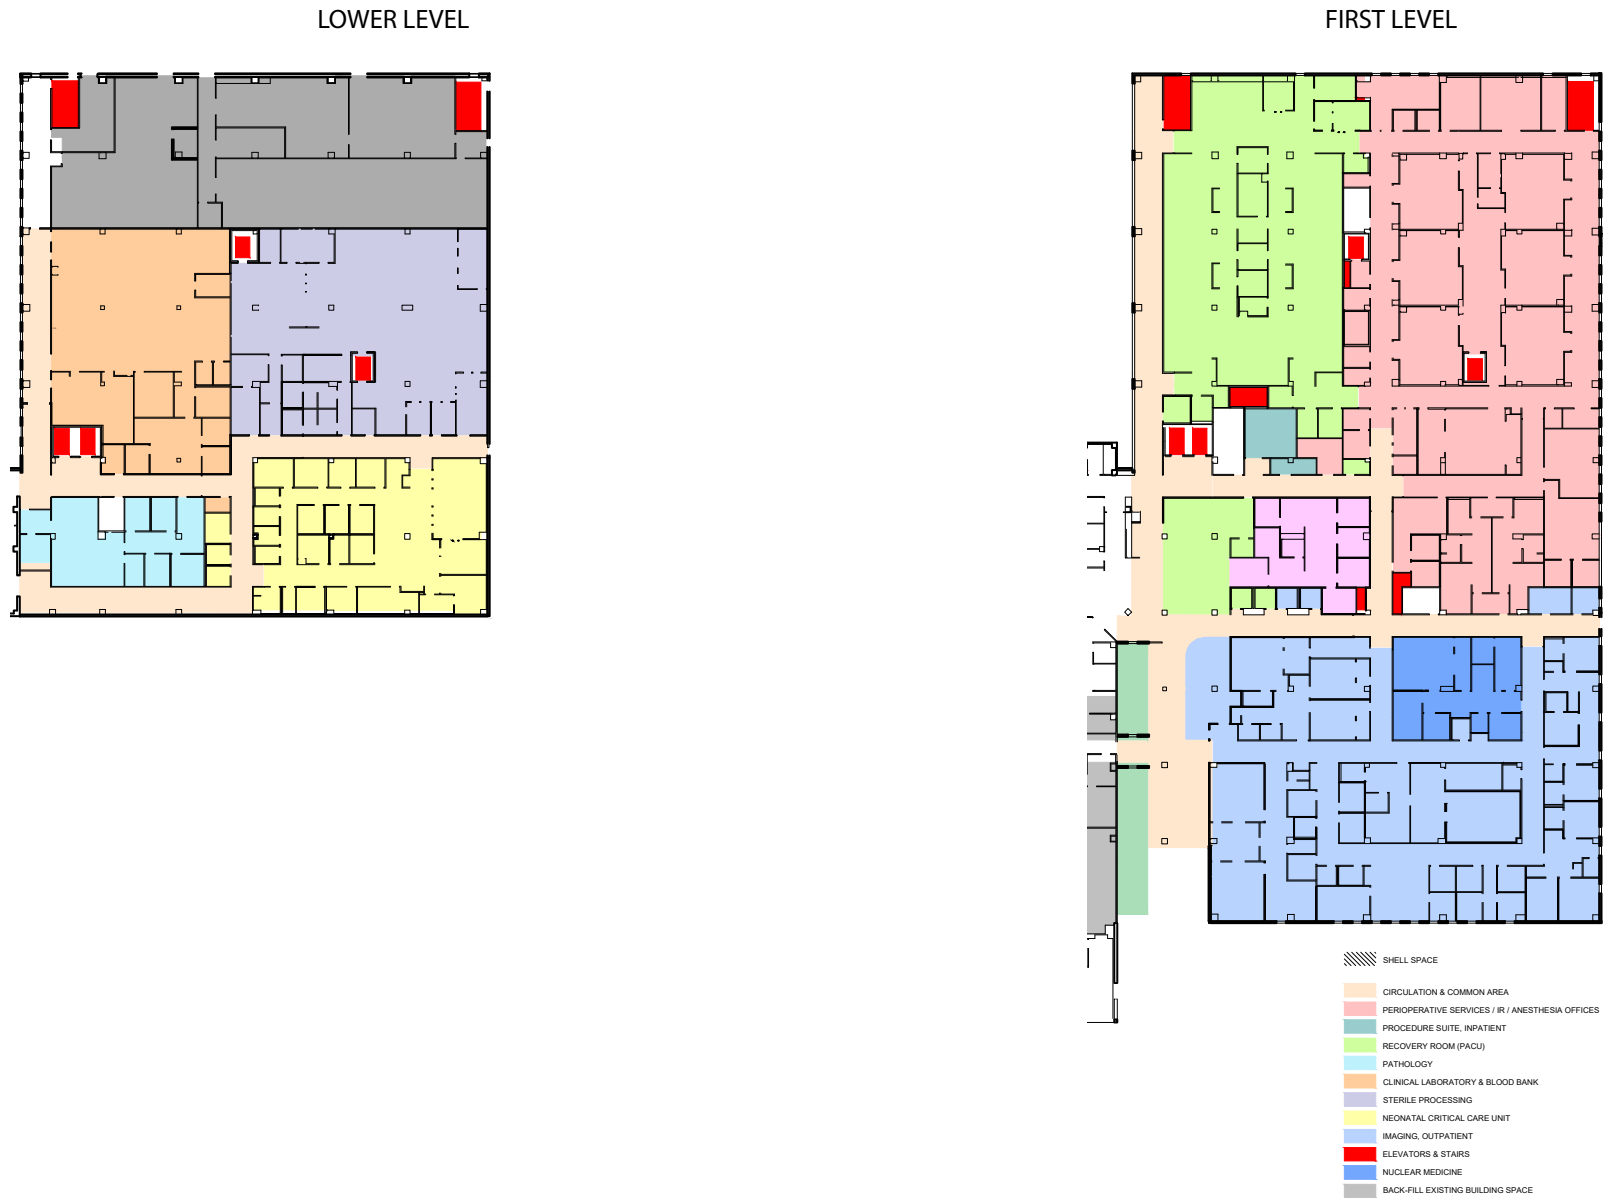 LOWER LEVEL
FIRST LEVEL
SHELL SPACE
CIRCULATION & COMMON AREA
PERIOPERATIVE SERVICES / IR / ANESTHESIA OFFICES
PROCEDURE SUITE, INPATIENT
RECOVERY ROOM (PACU)
PATHOLOGY
CLINICAL LABORATORY & BLOOD BANK
STERILE PROCESSING
NEONATAL CRITICAL CARE UNIT
IMAGING, OUTPATIENT
ELEVATORS & STAIRS
NUCLEAR MEDICINE
BACK-FILL EXISTING BUILDING SPACE